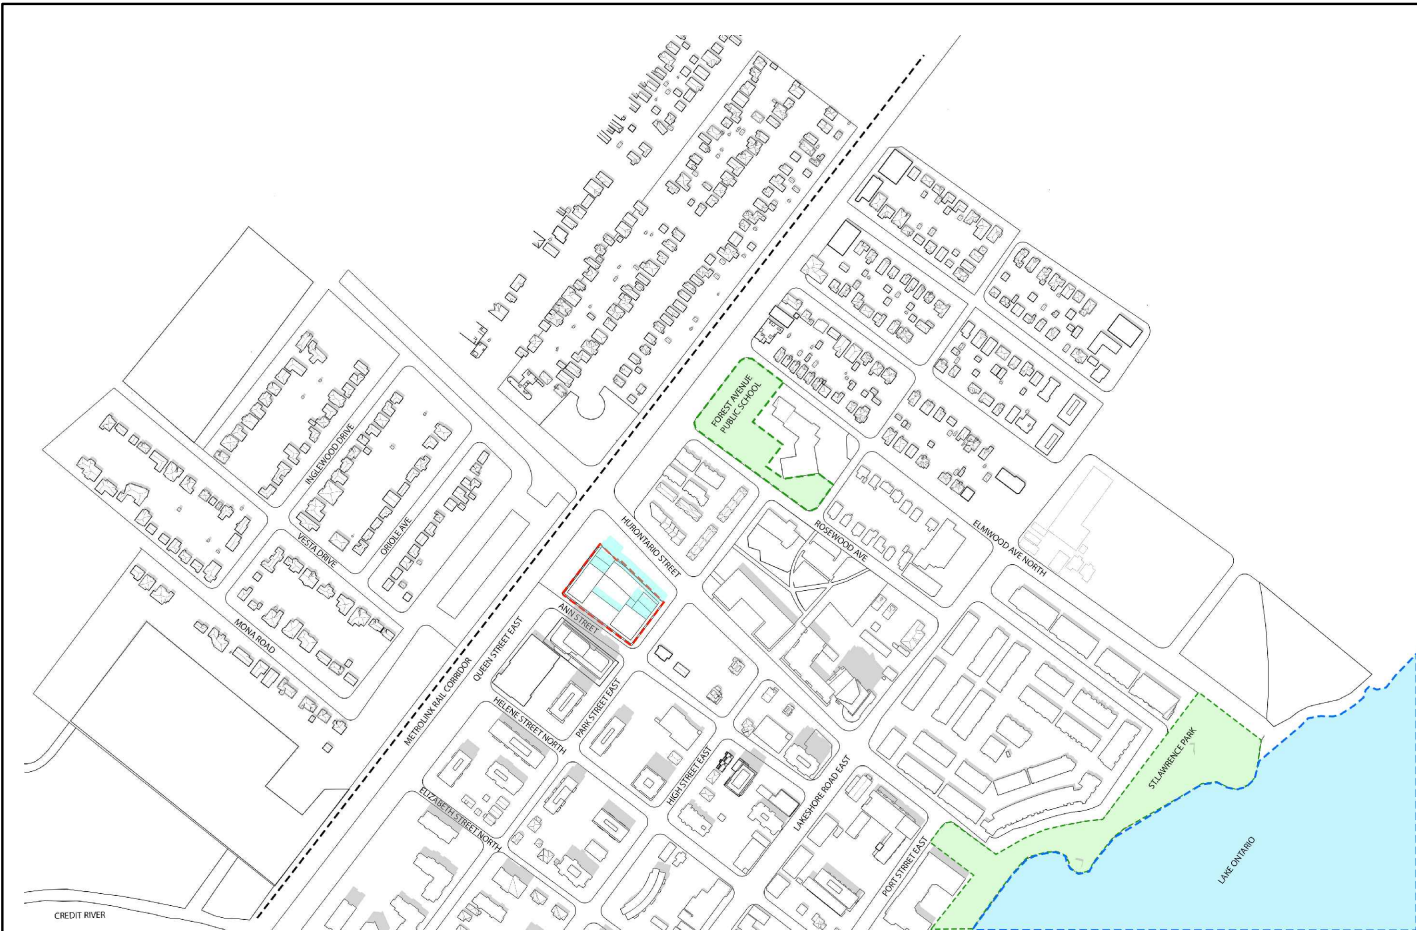 FOREST AVENUE
PUBLIC SCHOOL
INGLEWOOD DRIVE
ORIOLE AVE
VESTA DRIVE
HURONTARIO STREET
ROSEWOOD AVE
ELMWOOD AVE NORTH
MONA ROAD
ANN STREET
QUEEN STREET EAST
METROLINX RAIL CORRIDOR
HELENE STREET NORTH
PARK STREET EAST
HIGH STREET EAST
ELIZABETH STREET NORTH
LAKESHORE ROAD EAST
PORT STRRET EAST
ST.LAWRENCE PARK
LAKE ONTARIO
CREDIT RIVER